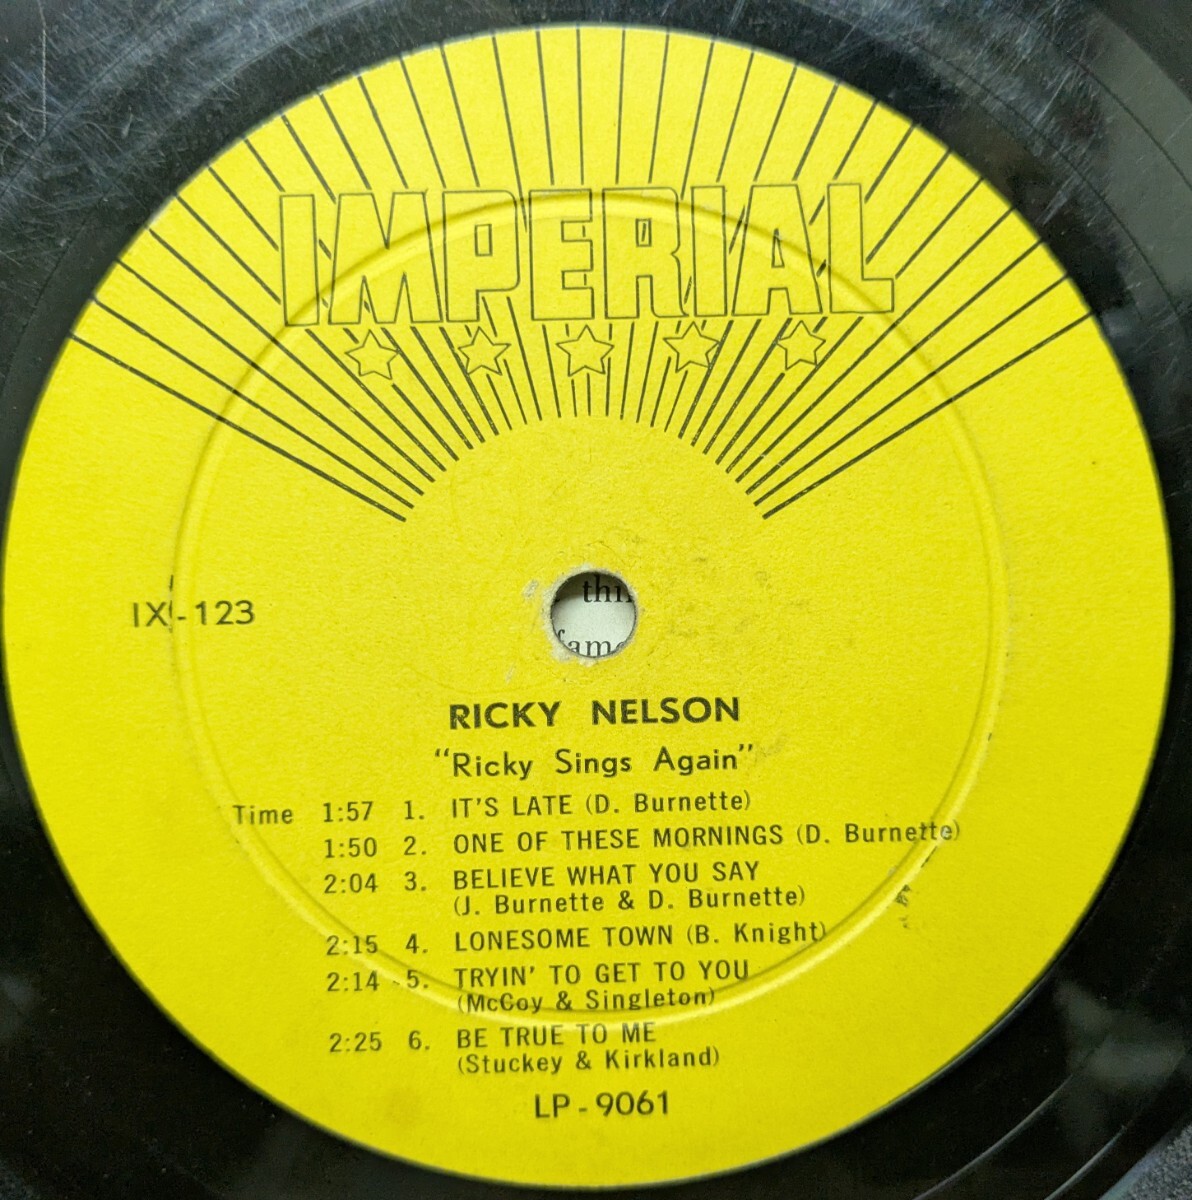 IMPERIAL
thi
fame
IX-123
RICKY NELSON
"Ricky Sings Again"
Time 1:57 1. IT'S LATE (D. Burnette)
1:50 2. ONE OF THESE MORNINGS (D. Burnette)
2:04 3. BELIEVE WHAT YOU SAY
(J. Burnette & D. Burnette)
2:15 4. LONESOME TOWN (B. Knight)
2:14 5. TRYIN' TO GET TO YOU
(McCoy & Singleton)
2:25 6. BE TRUE TO ME
(Stuckey & Kirkland)
LP-9061